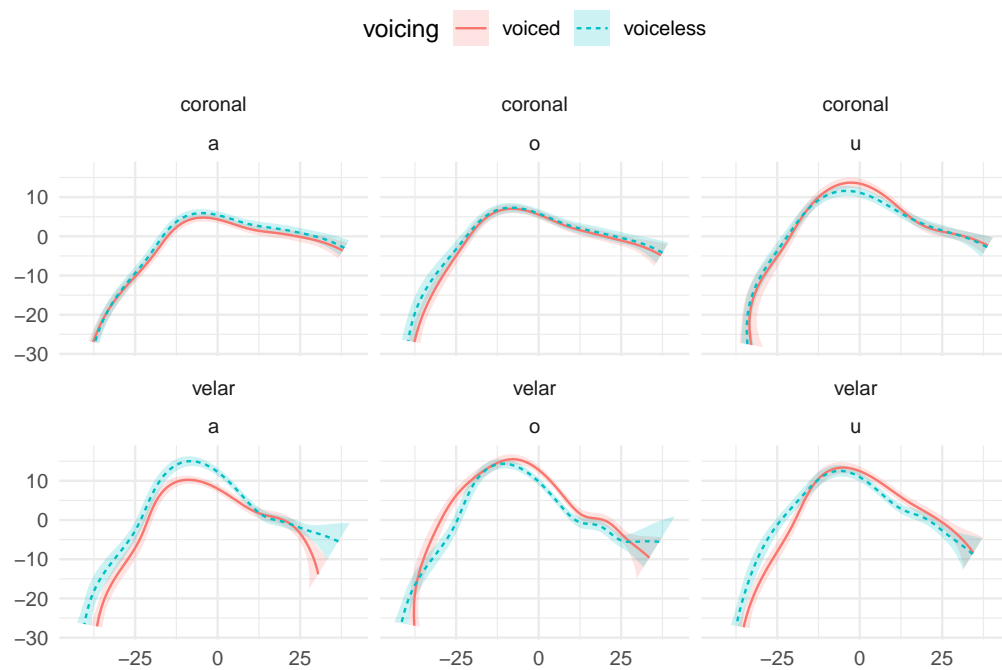 voicing voiced voiceless
coronal coronal coronal
a o u
10
0
−10
−20
−30
velar velar velar
a o u
10
0
−10
−20
−30
−25 0 25 −25 0 25 −25 0 25